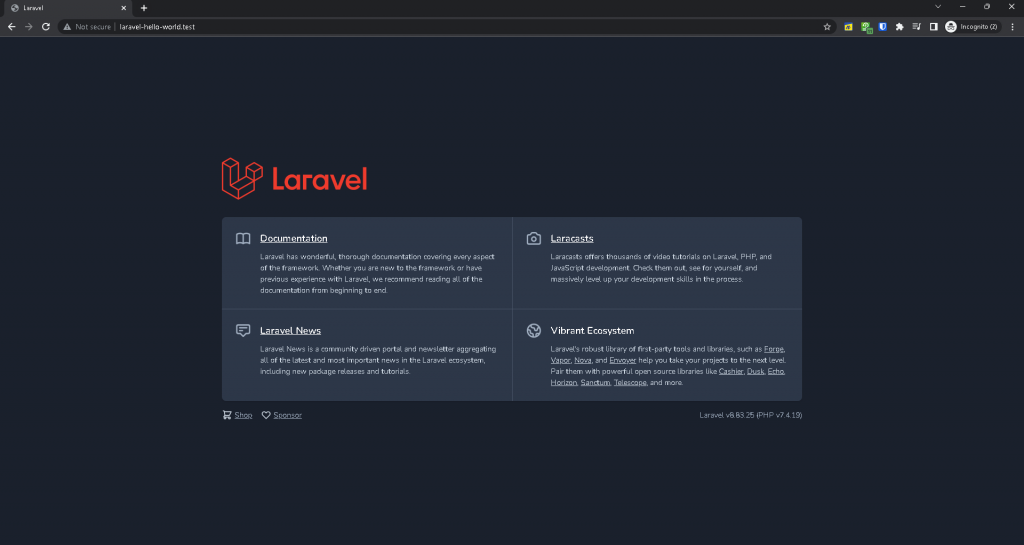 Laravel
Not secure | laravel-hello-world.test
Incognito (2)
Laravel
Documentation
Laravel has wonderful, thorough documentation covering every aspect
of the framework. Whether you are new to the framework or have
previous experience with Laravel, we recommend reading all of the
documentation from beginning to end.
Laracasts
Laracasts offers thousands of video tutorials on Laravel, PHP, and
JavaScript development. Check them out, see for yourself, and
massively level up your development skills in the process.
Laravel News
Laravel News is a community driven portal and newsletter aggregating
all of the latest and most important news in the Laravel ecosystem,
including new package releases and tutorials.
Vibrant Ecosystem
Laravel's robust library of first-party tools and libraries, such as Forge,
Vapor, Nova, and Envoyer help you take your projects to the next level.
Pair them with powerful open source libraries like Cashier, Dusk, Echo,
Horizon, Sanctum, Telescope, and more.
Shop
Sponsor
Laravel v8.83.25 (PHP v7.4.19)